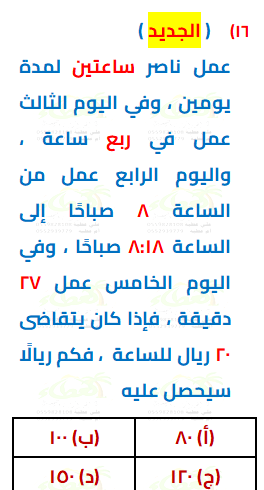 ١٦) ( الجديد )
عمل ناصر ساعتين لمدة
يومين ، وفي اليوم الثالث
عمل في ربع ساعة ،
واليوم الرابع عمل من
الساعة ٨ صباحًا إلى
الساعة ٨:١٨ صباحًا ، وفي
اليوم الخامس عمل ٢٧
دقيقة ، فإذا كان يتقاضى
٢٠ ريال للساعة ، فكم ريالًا
سيحصل عليه
(أ) ٨٠ (ب) ١٠٠
(ج) ١٢٠ (د) ١٥٠